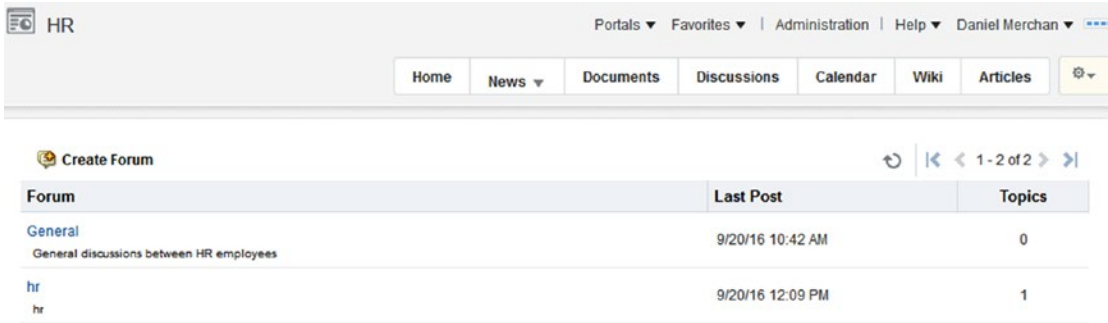 HR
Portals ▼ Favorites ▼ | Administration | Help ▼ Daniel Merchan ▼
Home News Documents Discussions Calendar Wiki Articles
Create Forum 1 - 2 of 2
Forum Last Post Topics
General 9/20/16 10:42 AM 0
General discussions between HR employees
hr 9/20/16 12:09 PM 1
hr